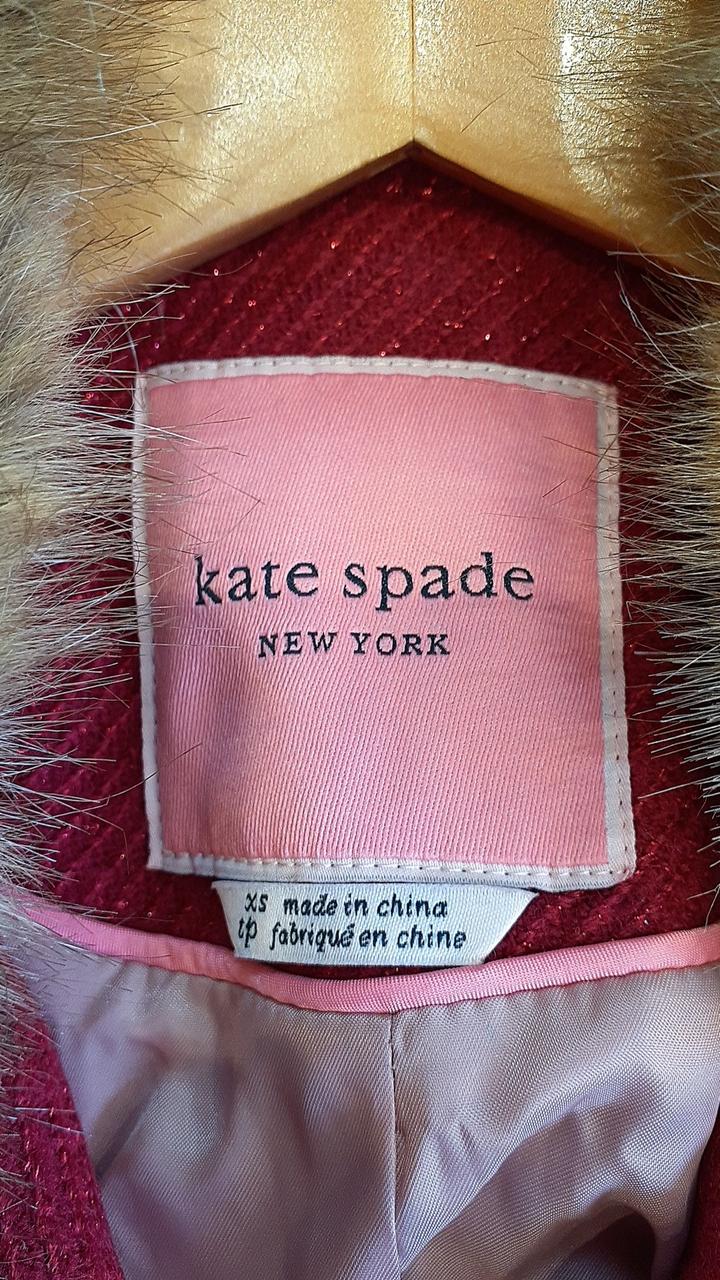 kate spade
NEW YORK
xs made in china
tp fabriqué en chine